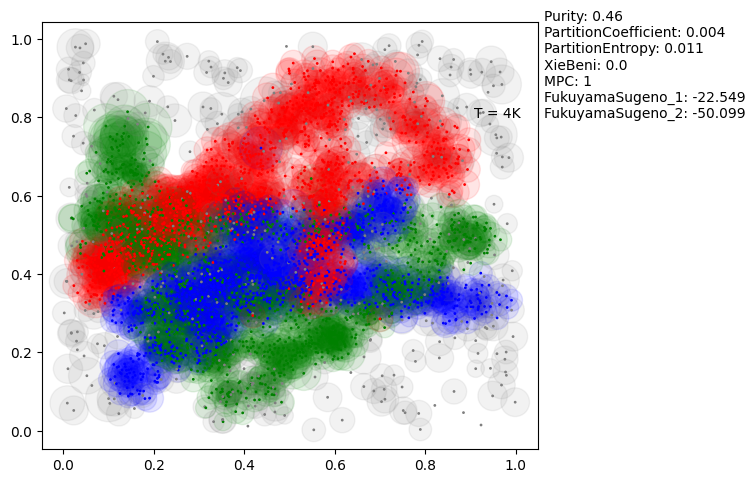 Purity: 0.46
PartitionCoefficient: 0.004
PartitionEntropy: 0.011
XieBeni: 0.0
MPC: 1
FukuyamaSugeno_1: -22.549
FukuyamaSugeno_2: -50.099
T = 4K
1.0
0.8
0.6
0.4
0.2
0.0
0.0 0.2 0.4 0.6 0.8 1.0